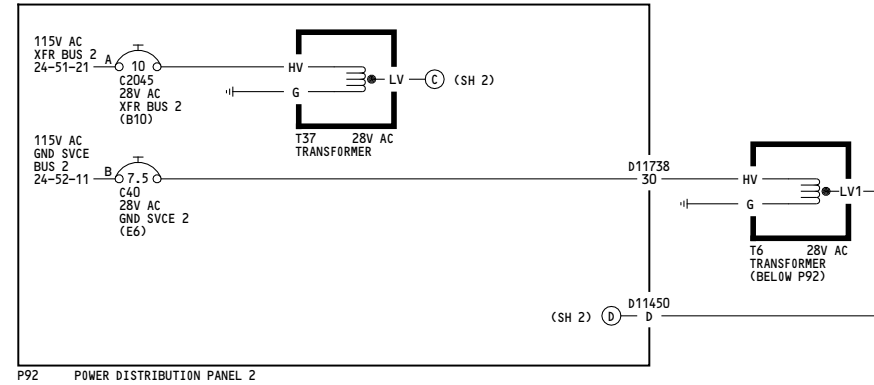 115V AC
XFR BUS 2
24-51-21
A
10
C2045
28V AC
XFR BUS 2
(B10)
HV
G
LV
C
(SH 2)
T37 28V AC
TRANSFORMER
115V AC
GND SVCE
BUS 2
24-52-11
B
7.5
C40
28V AC
GND SVCE 2
(E6)
D11738
30
HV
G
LV1
T6 28V AC
TRANSFORMER
(BELOW P92)
(SH 2) D
D11450
D
P92 POWER DISTRIBUTION PANEL 2